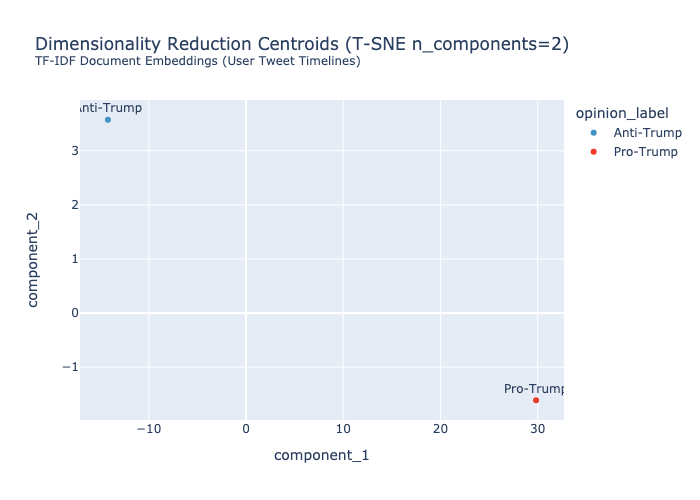 Dimensionality Reduction Centroids (T-SNE n_components=2)
TF-IDF Document Embeddings (User Tweet Timelines)
Anti-Trump
opinion_label
Anti-Trump
Pro-Trump
3
2
1
0
−1
component_2
Pro-Trump
−10
0
10
20
30
component_1